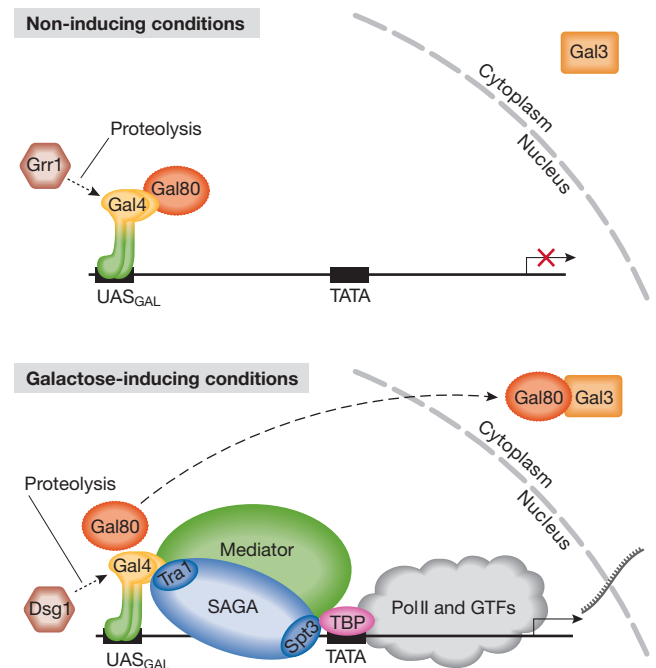 Non-inducing conditions
Gal3
Cytoplasm
Nucleus
Proteolysis
Grr1
Gal4
Gal80
UASGAL
TATA
Galactose-inducing conditions
Gal80
Gal3
Cytoplasm
Nucleus
Proteolysis
Gal80
Gal4
Mediator
Tra1
Dsg1
SAGA
Spt3
TBP
PolII and GTFs
UASGAL
TATA